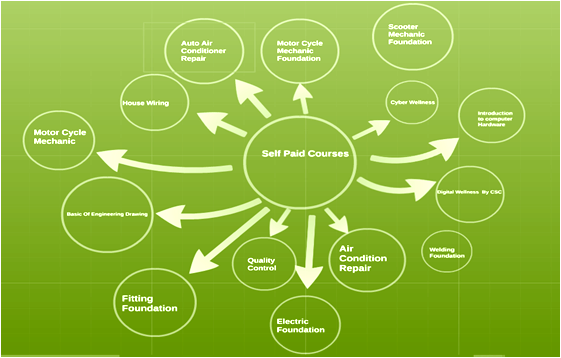 Scooter
Mechanic
Foundation
Auto Air
Conditioner
Repair
Motor Cycle
Mechanic
Foundation
House Wiring
Cyber Wellness
Introduction
to computer
Hardware
Motor Cycle
Mechanic
Self Paid Courses
Digital Wellness By CSC
Basic Of Engineering Drawing
Quality
Control
Air
Condition
Repair
Welding
Foundation
Fitting
Foundation
Electric
Foundation